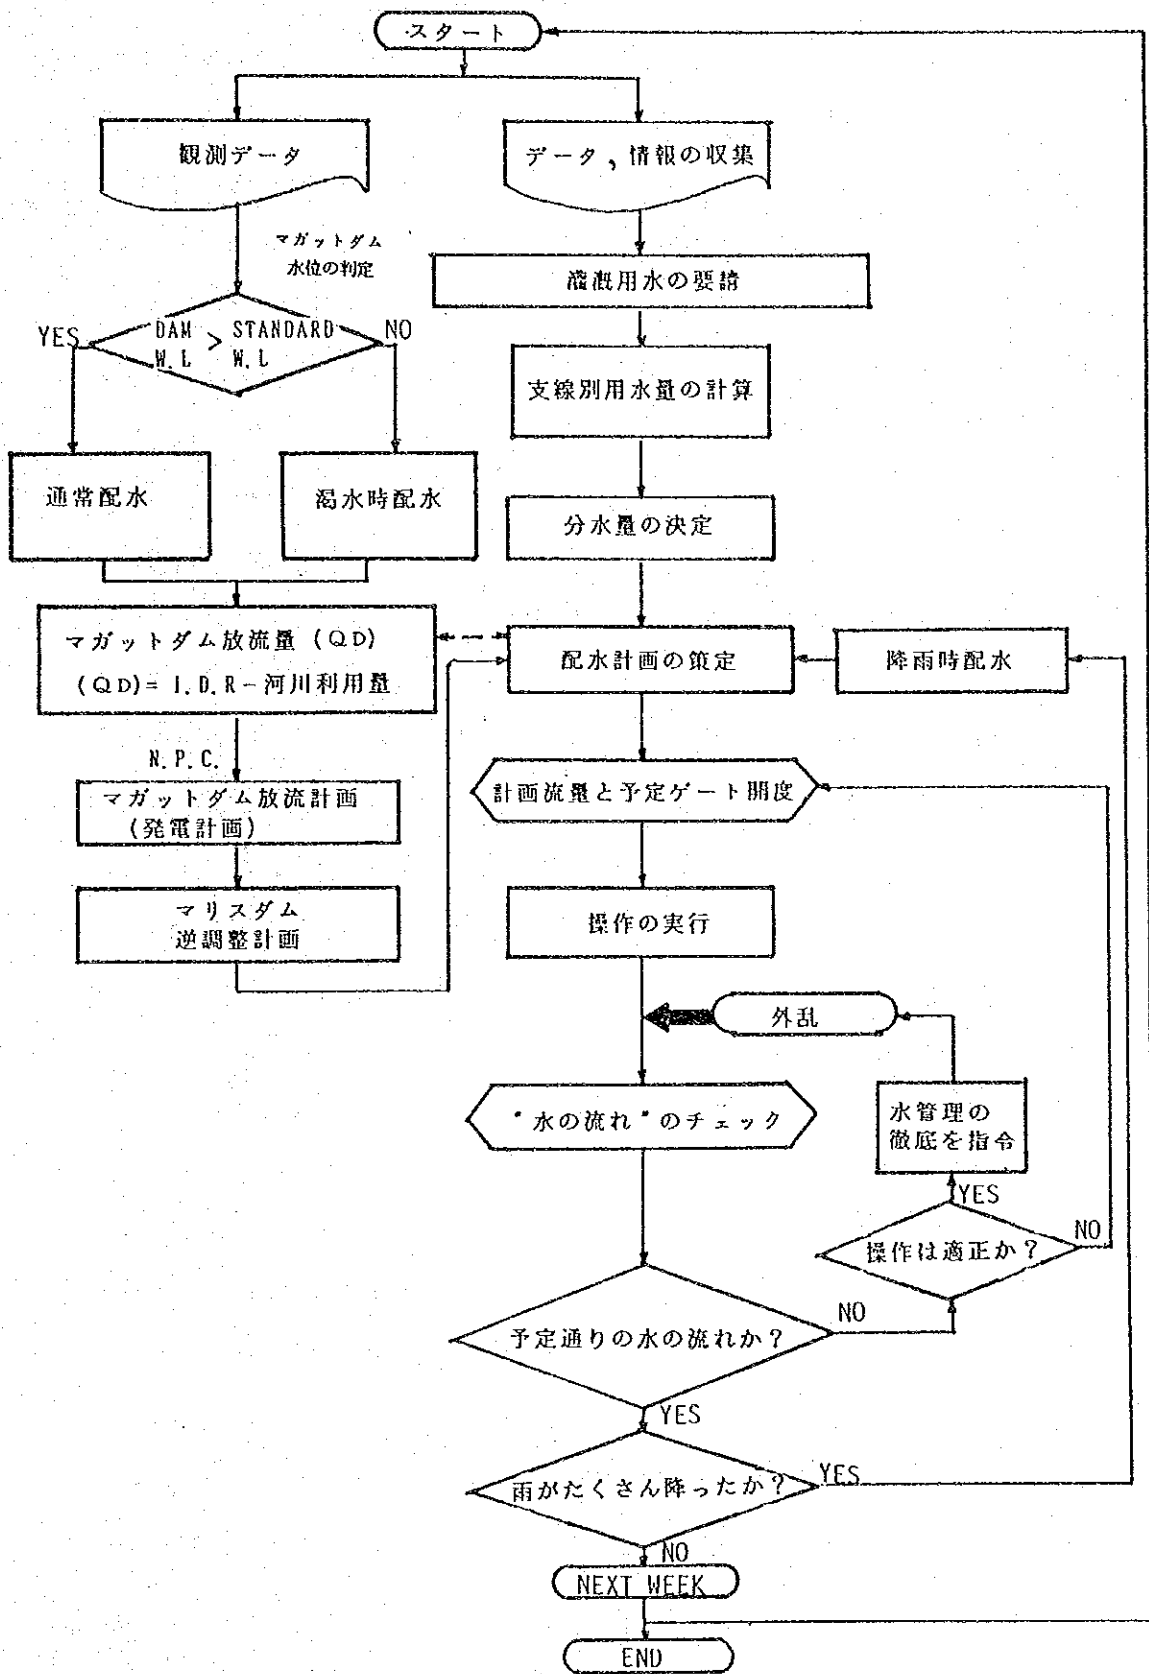 スタート
観測データ
データ,情報の収集
マガットダム
水位の判定
灌漑用水の要請
YES
DAM > STANDARD
W.L W.L
NO
支線別用水量の計算
通常配水
渇水時配水
分水量の決定
マガットダム放流量(QD)
(QD)= I.D.R-河川利用量
配水計画の策定
降雨時配水
N.P.C.
マガットダム放流計画
(発電計画)
計画流量と予定ゲート開度
マリスダム
逆調整計画
操作の実行
外乱
"水の流れ"のチェック
水管理の
徹底を指令
YES
操作は適正か?
NO
予定通りの水の流れか?
NO
YES
雨がたくさん降ったか?
YES
NO
NEXT WEEK
END